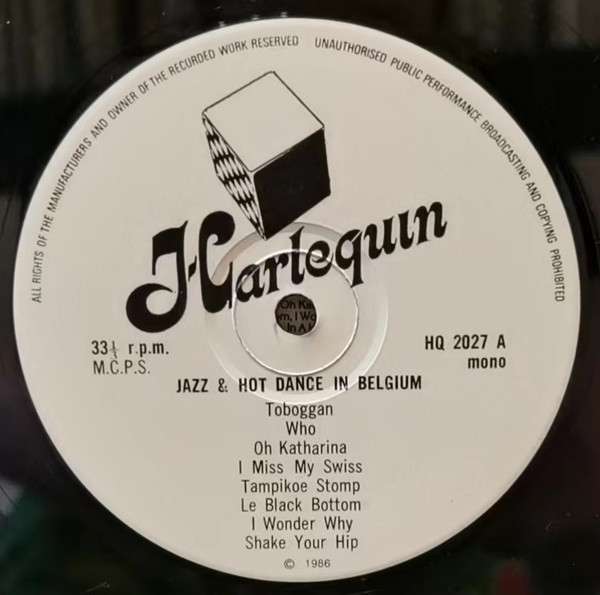 ALL RIGHTS OF THE MANUFACTURERS AND OWNER OF THE RECORDED WORK RESERVED UNAUTHORISED PUBLIC PERFORMANCE BROADCASTING AND COPYING PROHIBITED
Harlequin
33⅓ r.p.m.
M.C.P.S.
HQ 2027 A
mono
JAZZ & HOT DANCE IN BELGIUM
Toboggan
Who
Oh Katharina
I Miss My Swiss
Tampikoe Stomp
Le Black Bottom
I Wonder Why
Shake Your Hip
© 1986